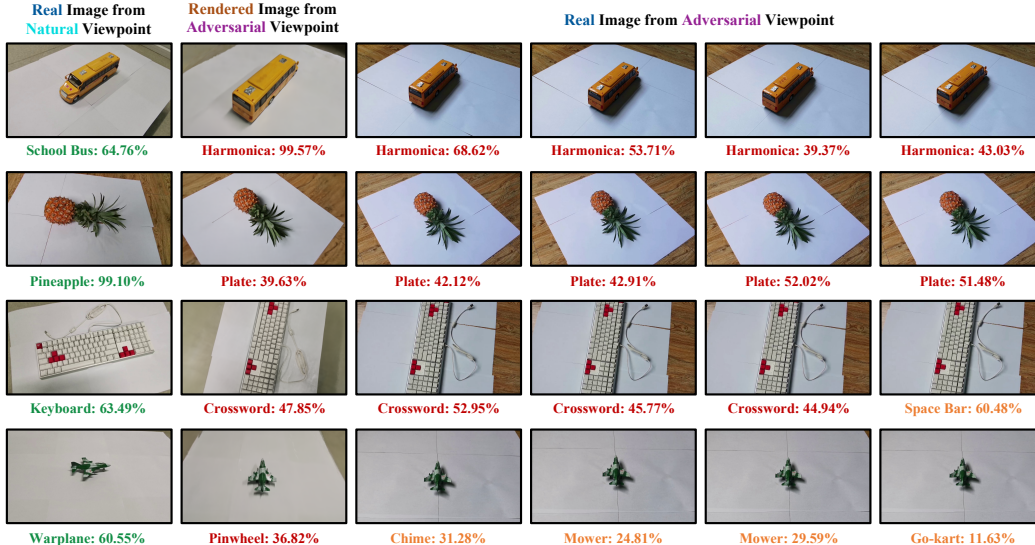 Real Image from
Natural Viewpoint
Rendered Image from
Adversarial Viewpoint
Real Image from Adversarial Viewpoint
School Bus: 64.76%
Harmonica: 99.57%
Harmonica: 68.62%
Harmonica: 53.71%
Harmonica: 39.37%
Harmonica: 43.03%
Pineapple: 99.10%
Plate: 39.63%
Plate: 42.12%
Plate: 42.91%
Plate: 52.02%
Plate: 51.48%
Keyboard: 63.49%
Crossword: 47.85%
Crossword: 52.95%
Crossword: 45.77%
Crossword: 44.94%
Space Bar: 60.48%
Warplane: 60.55%
Pinwheel: 36.82%
Chime: 31.28%
Mower: 24.81%
Mower: 29.59%
Go-kart: 11.63%